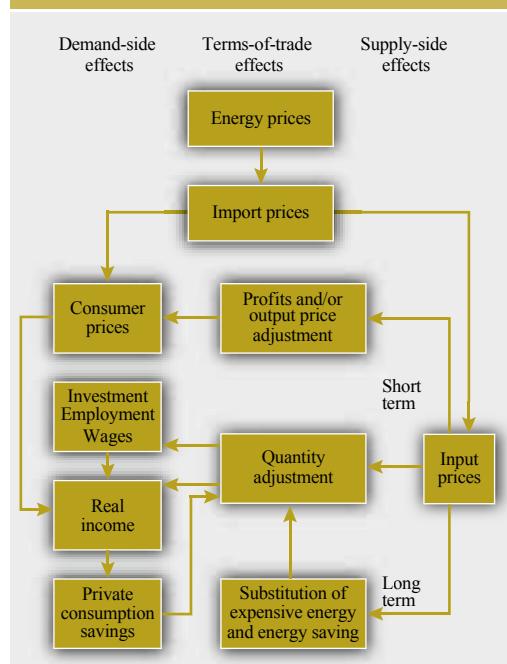 Demand-side
effects
Terms-of-trade
effects
Supply-side
effects
Energy prices
Import prices
Consumer
prices
Profits and/or
output price
adjustment
Short
term
Investment
Employment
Wages
Quantity
adjustment
Input
prices
Real
income
Private
consumption
savings
Substitution of
expensive energy
and energy saving
Long
term